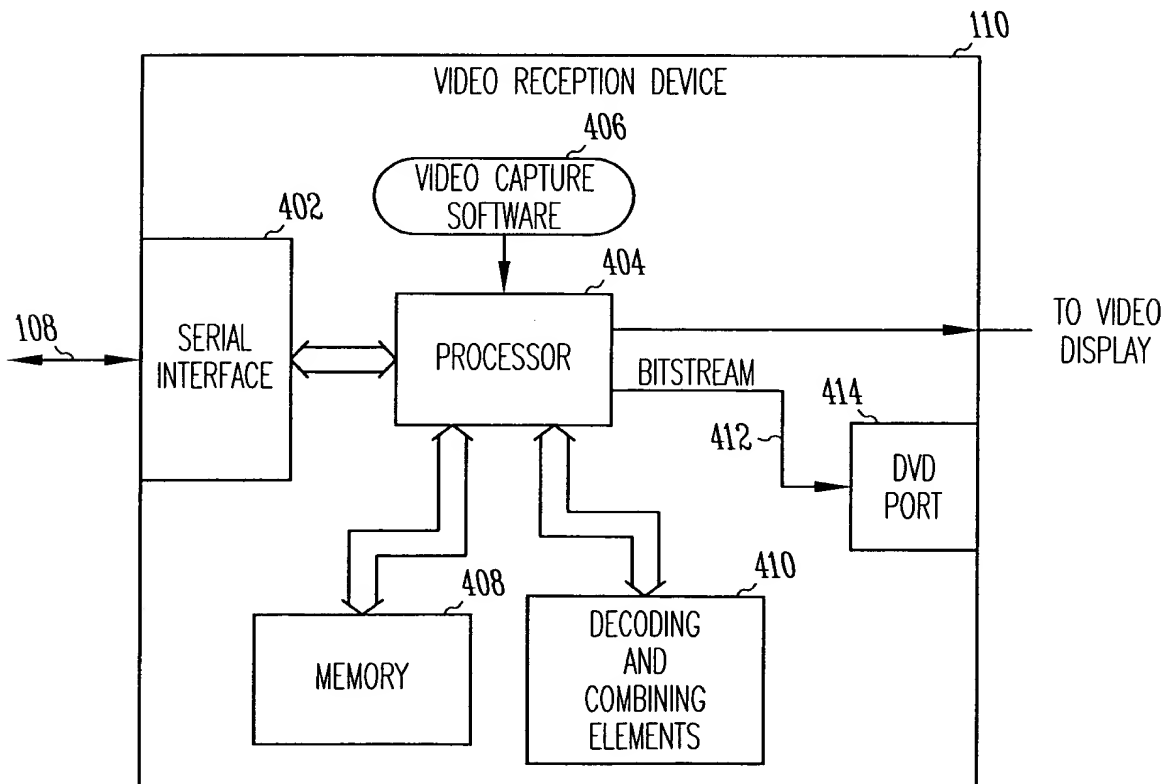 110
VIDEO RECEPTION DEVICE
406
VIDEO CAPTURE
SOFTWARE
402
404
108
SERIAL
INTERFACE
PROCESSOR
TO VIDEO
DISPLAY
BITSTREAM
414
412
DVD
PORT
408
410
MEMORY
DECODING
AND
COMBINING
ELEMENTS